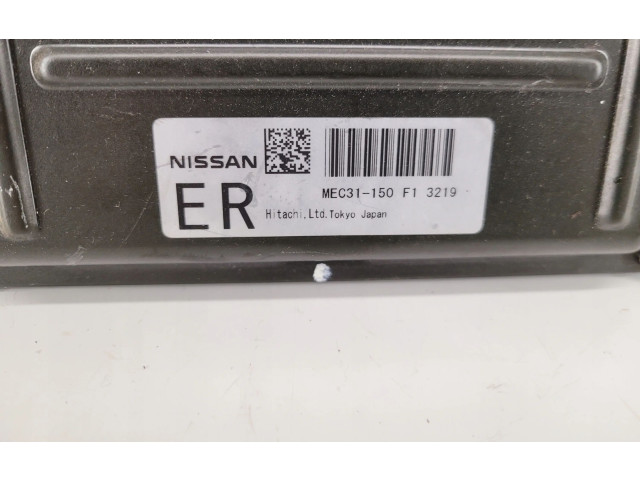 NISSAN
ER
MEC31-150 F1 3219
Hitachi,Ltd.Tokyo Japan